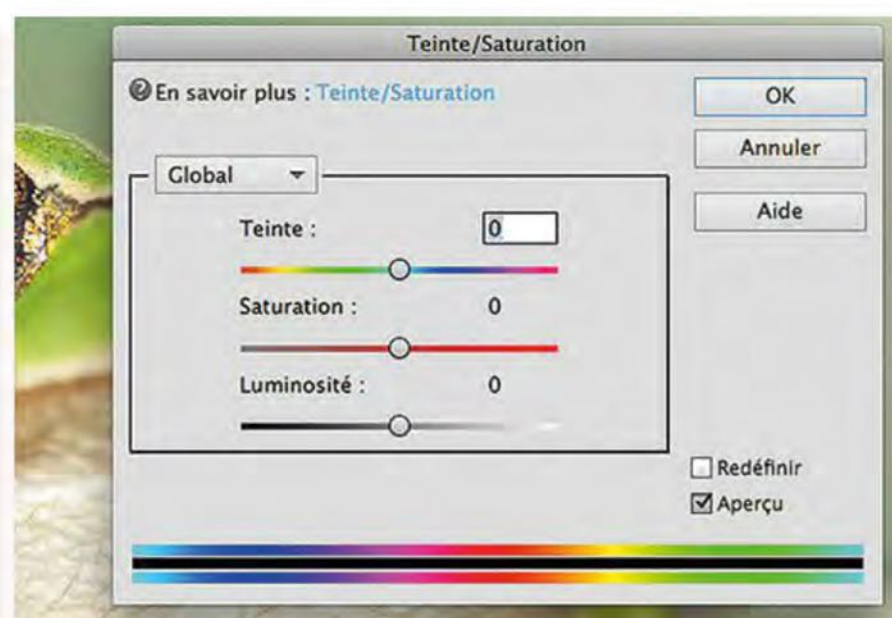 Teinte/Saturation
En savoir plus : Teinte/Saturation
OK
Annuler
Aide
Global
Teinte : 0
Saturation : 0
Luminosité : 0
Redéfinir
Aperçu